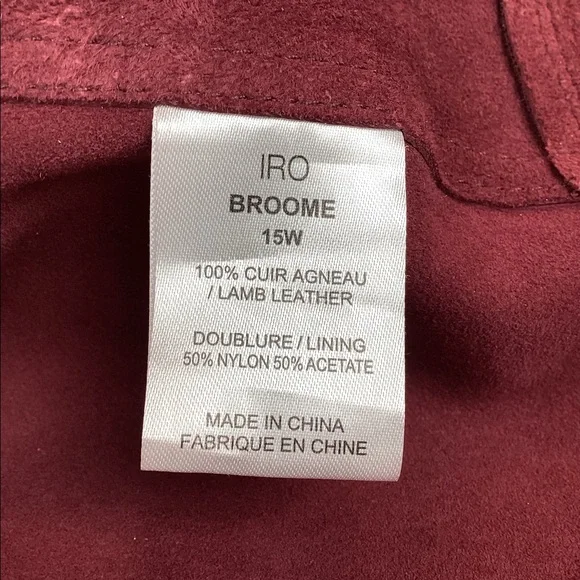 IRO
BROOME
15W
100% CUIR AGNEAU
/ LAMB LEATHER
DOUBLURE / LINING
50% NYLON 50% ACETATE
MADE IN CHINA
FABRIQUE EN CHINE